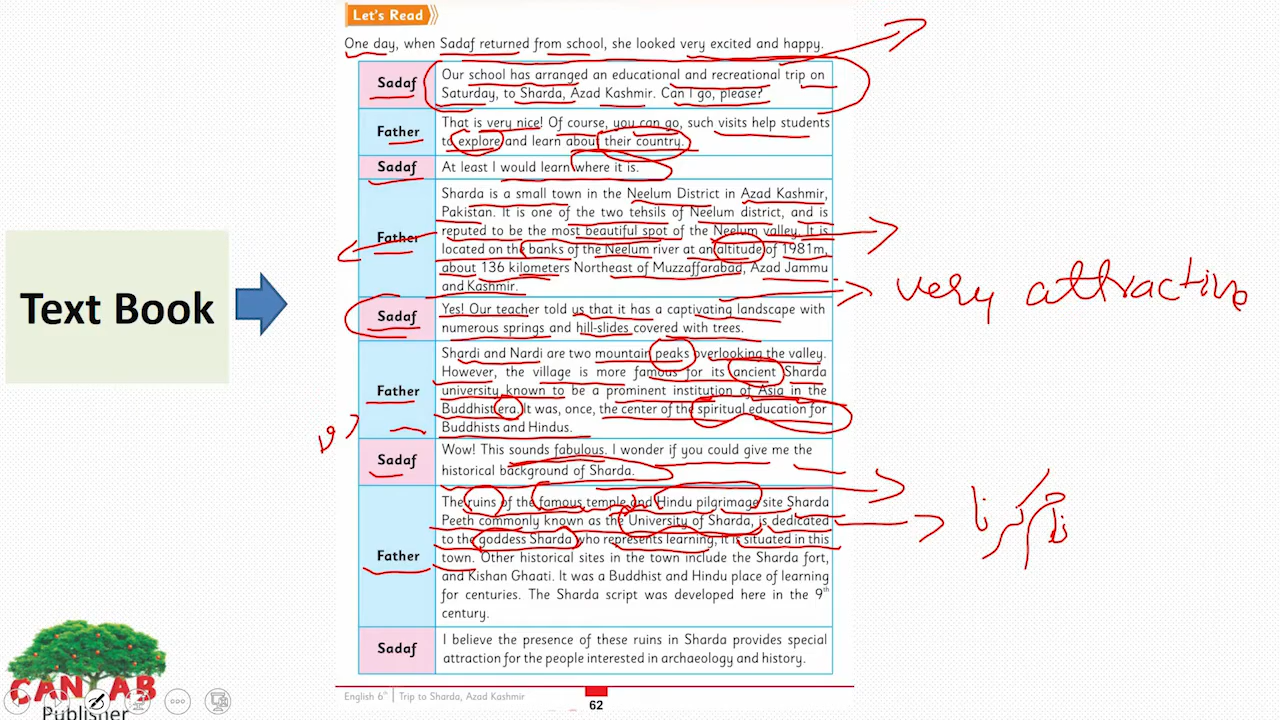 Let's Read
One day, when Sadaf returned from school, she looked very excited and happy.
Sadaf
Our school has arranged an educational and recreational trip on
Saturday, to Sharda, Azad Kashmir. Can I go, please?
Father
That is very nice! Of course, you can go, such visits help students
to explore and learn about their country.
Sadaf
At least I would learn where it is.
Father
Sharda is a small town in the Neelum District in Azad Kashmir,
Pakistan. It is one of the two tehsils of Neelum district, and is
reputed to be the most beautiful spot of the Neelum valley. It is
located on the banks of the Neelum river at an altitude of 1981m,
about 136 kilometers Northeast of Muzzaffarabad, Azad Jammu
and Kashmir.
very attractive
Text Book
Sadaf
Yes! Our teacher told us that it has a captivating landscape with
numerous springs and hill-slides covered with trees.
Father
Shardi and Nardi are two mountain peaks overlooking the valley.
However, the village is more famous for its ancient Sharda
university known to be a prominent institution of Asia in the
Buddhist era. It was, once, the center of the spiritual education for
Buddhists and Hindus.
Sadaf
Wow! This sounds fabulous. I wonder if you could give me the
historical background of Sharda.
Father
The ruins of the famous temple and Hindu pilgrimage site Sharda
Peeth commonly known as the University of Sharda, is dedicated
to the goddess Sharda who represents learning, it is situated in this
town. Other historical sites in the town include the Sharda fort,
and Kishan Ghaati. It was a Buddhist and Hindu place of learning
for centuries. The Sharda script was developed here in the 9th
century.
Sadaf
I believe the presence of these ruins in Sharda provides special
attraction for the people interested in archaeology and history.
English 6th | Trip to Sharda, Azad Kashmir
62
CANTAB
Publisher